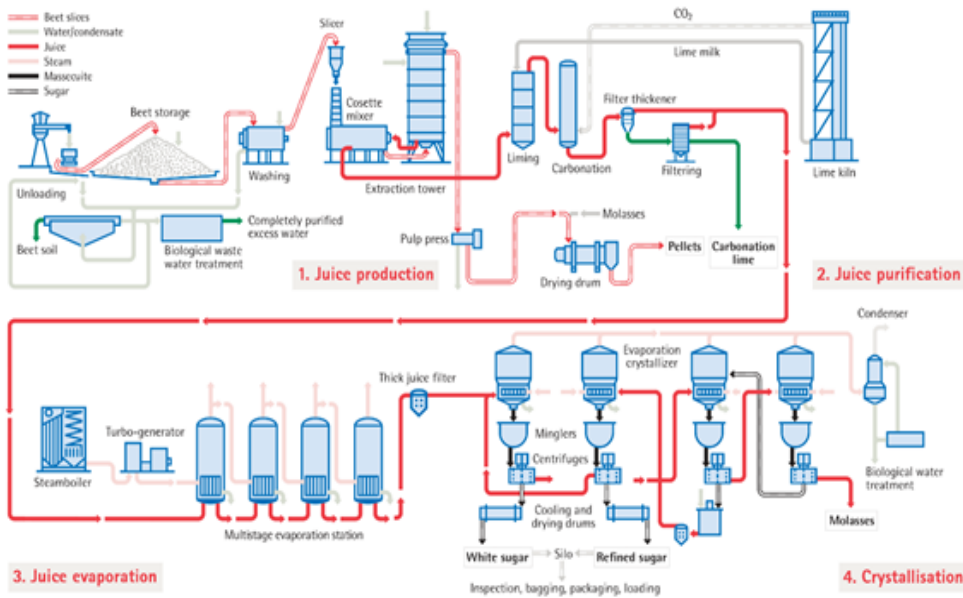 Beet slices
Water/condensate
Juice
Steam
Massecuite
Sugar
Slicer
CO2
Lime milk
Beet storage
Cosette
mixer
Filter thickener
Unloading
Washing
Extraction tower
Liming
Carbonation
Filtering
Lime kiln
Beet soil
Biological waste
water treatment
Completely purified
excess water
Pulp press
Molasses
Drying drum
Pellets
Carbonation
lime
1. Juice production
2. Juice purification
Condenser
Evaporation
crystallizer
Thick juice filter
Turbo-generator
Steamboiler
Minglers
Centrifuges
Multistage evaporation station
Cooling and
drying drums
Biological water
treatment
Molasses
White sugar
Silo
Refined sugar
3. Juice evaporation
4. Crystallisation
Inspection, bagging, packaging, loading